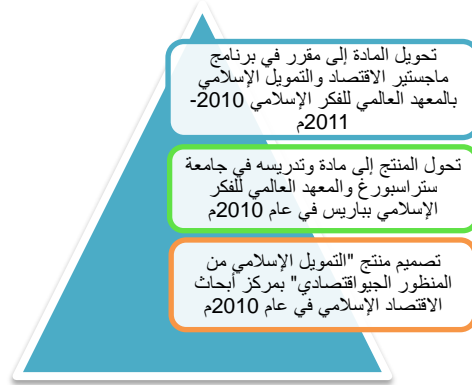 تحويل المادة إلى مقرر في برنامج
ماجستير الاقتصاد والتمويل الإسلامي
بالمعهد العالمي للفكر الإسلامي 2010-
2011م
تحول المنتج إلى مادة وتدريسه في جامعة
ستراسبورغ والمعهد العالمي للفكر
الإسلامي بباريس في عام 2010م
تصميم منتج "التمويل الإسلامي من
المنظور الجيواقتصادي" بمركز أبحاث
الاقتصاد الإسلامي في عام 2010م